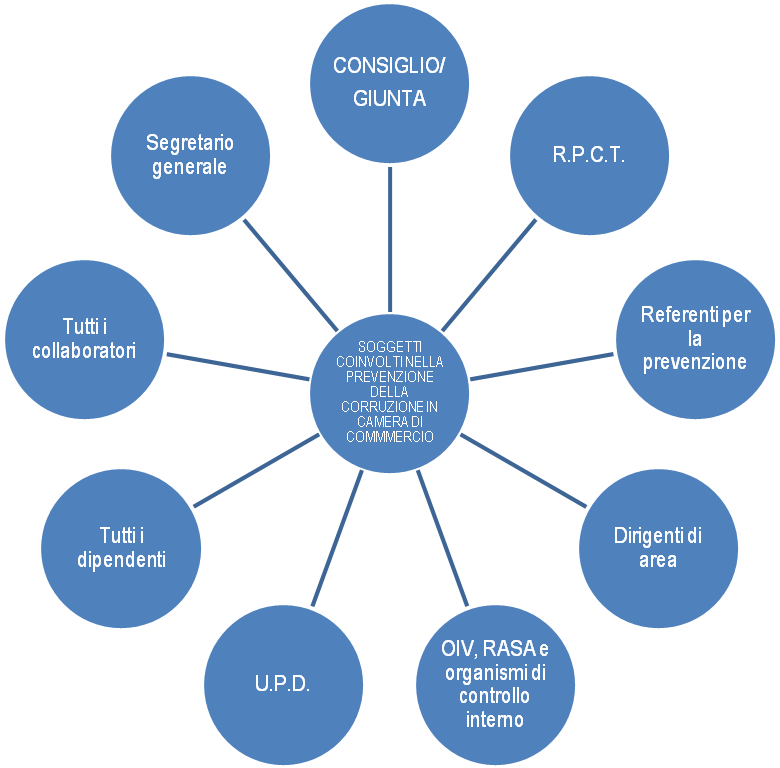 CONSIGLIO/
GIUNTA
R.P.C.T.
Referenti per
la
prevenzione
Dirigenti di
area
OIV, RASA e
organismi di
controllo
interno
U.P.D.
Tutti i
dipendenti
Tutti i
collaboratori
Segretario
generale
SOGGETTI
COINVOLTI NELLA
PREVENZIONE
DELLA
CORRUZIONE IN
CAMERA DI
COMMMERCIO